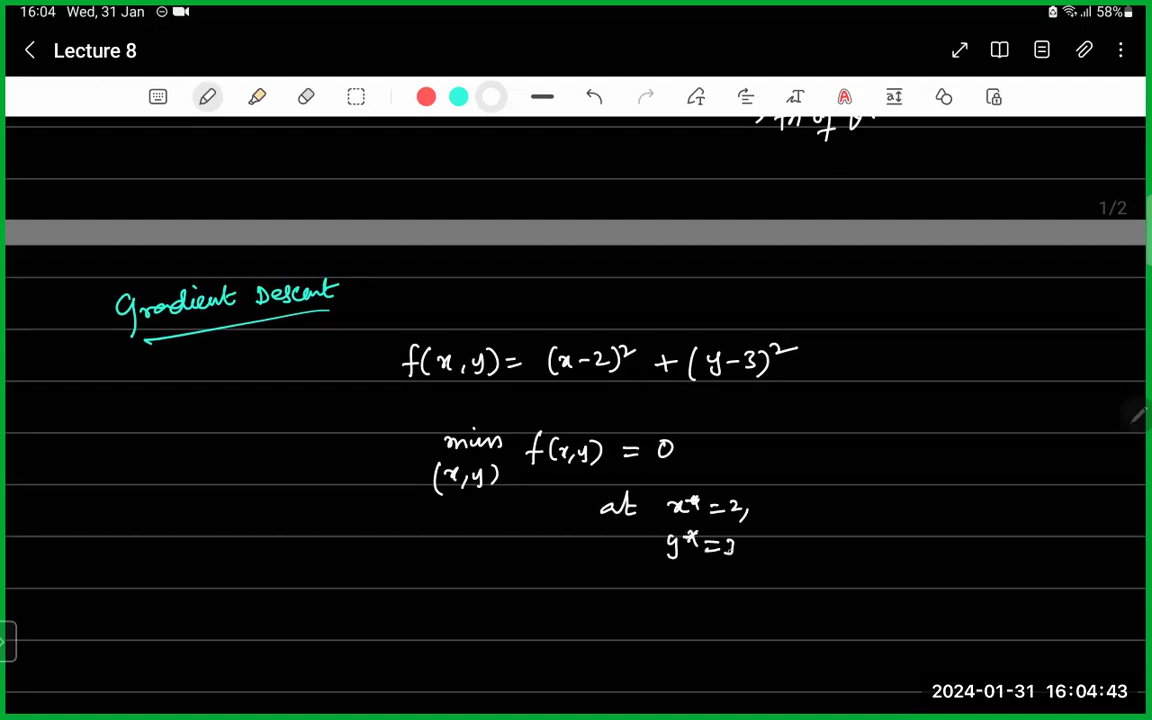 16:04 Wed, 31 Jan 58%
Lecture 8
1/2
Gradient Descent
f(x,y) = (x-2)² + (y-3)²
min f(x,y) = 0
(x,y)
at x* = 2,
y* = 3
2024-01-31 16:04:43